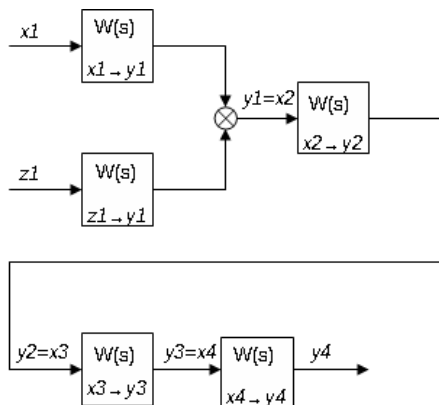 x1
W(s)
x1→y1
y1=x2
W(s)
x2→y2
z1
W(s)
z1→y1
y2=x3
W(s)
x3→y3
y3=x4
W(s)
x4→y4
y4